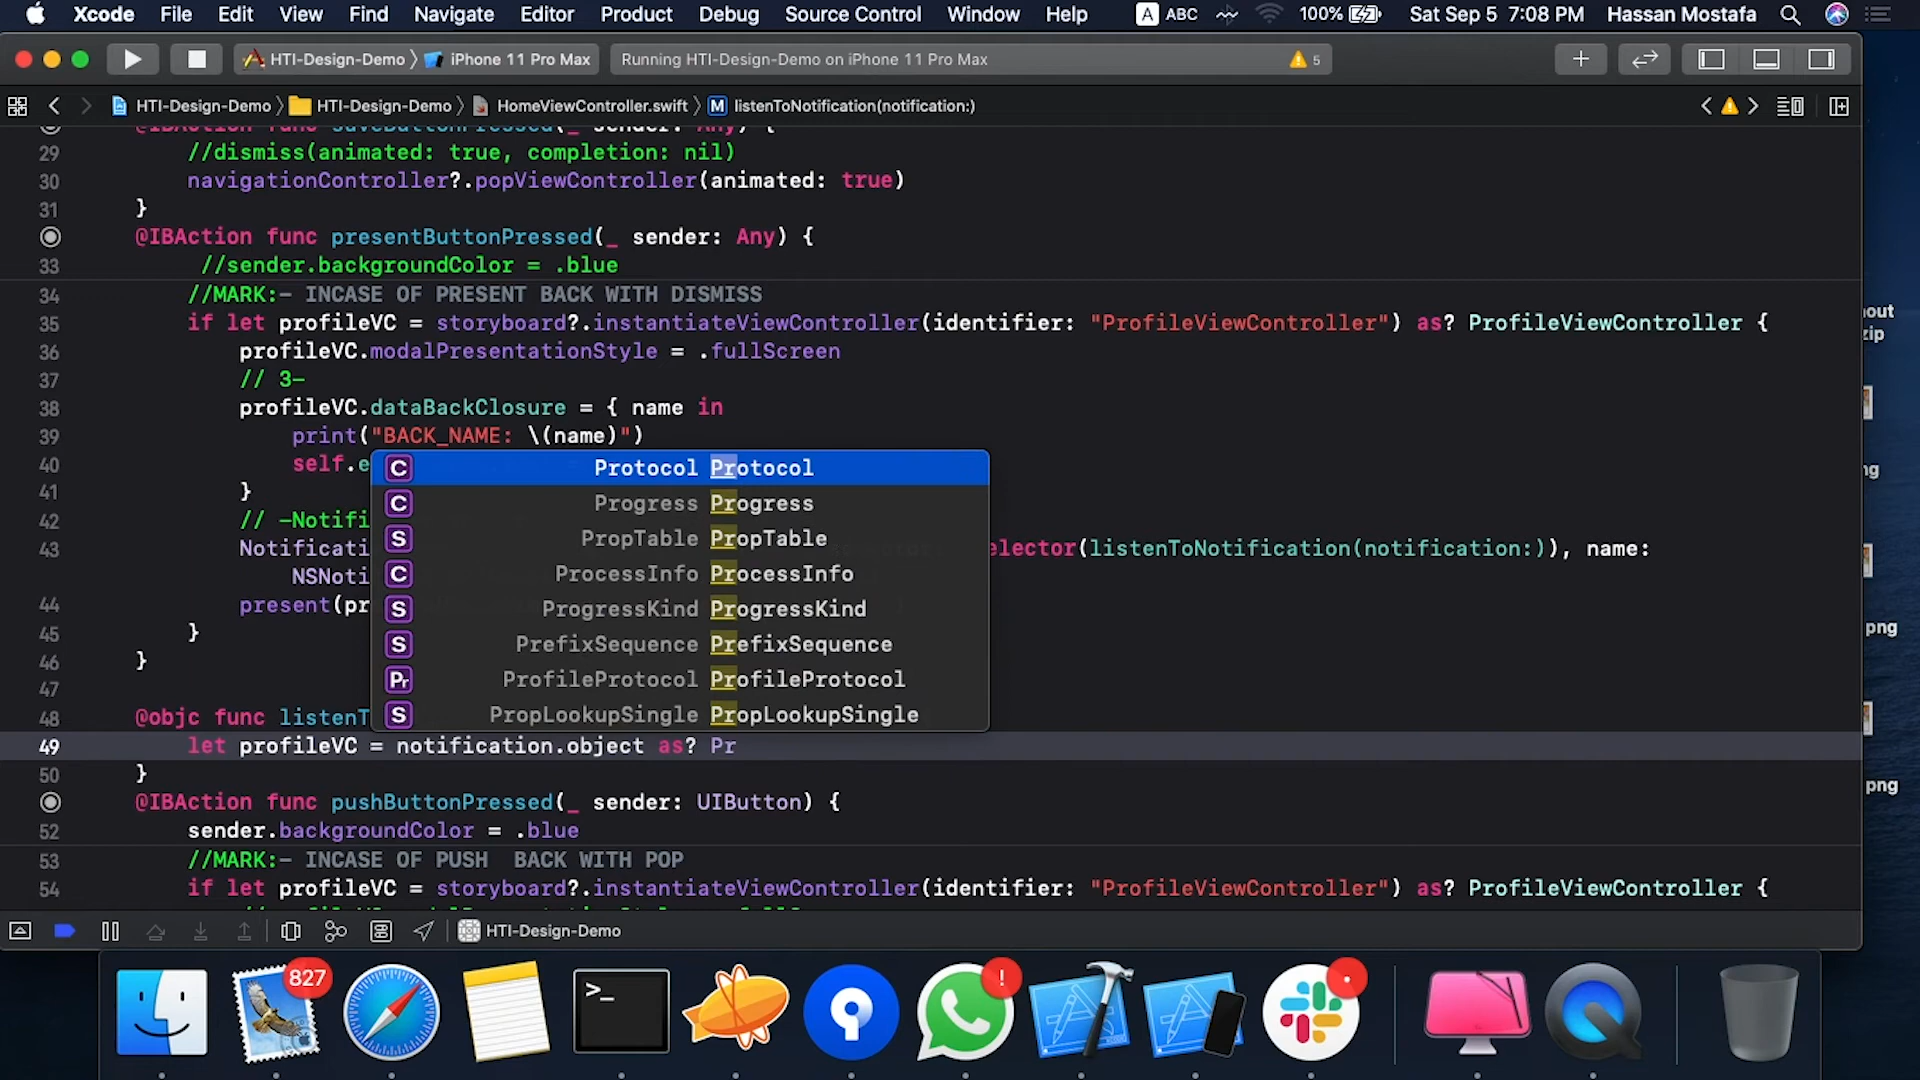 Xcode File Edit View Find Navigate Editor Product Debug Source Control Window Help A ABC 100% Sat Sep 5 7:08 PM Hassan Mostafa
HTI-Design-Demo iPhone 11 Pro Max Running HTI-Design-Demo on iPhone 11 Pro Max 5
HTI-Design-Demo HTI-Design-Demo HomeViewController.swift M listenToNotification(notification:)
@IBAction func saveButtonPressed(_ sender: Any) {
29 //dismiss(animated: true, completion: nil)
30 navigationController?.popViewController(animated: true)
31 }
@IBAction func presentButtonPressed(_ sender: Any) {
33 //sender.backgroundColor = .blue
34 //MARK:- INCASE OF PRESENT BACK WITH DISMISS
35 if let profileVC = storyboard?.instantiateViewController(identifier: "ProfileViewController") as? ProfileViewController {
36 profileVC.modalPresentationStyle = .fullScreen
37 // 3-
38 profileVC.dataBackClosure = { name in
39 print("BACK_NAME: \(name)")
40 self.e
41 }
42 // -Notifi
43 Notificati elector(listenToNotification(notification:)), name:
NSNoti
44 present(pr
45 }
46 }
47
48 @objc func listenT
49 let profileVC = notification.object as? Pr
50 }
@IBAction func pushButtonPressed(_ sender: UIButton) {
52 sender.backgroundColor = .blue
53 //MARK:- INCASE OF PUSH  BACK WITH POP
54 if let profileVC = storyboard?.instantiateViewController(identifier: "ProfileViewController") as? ProfileViewController {
C Protocol Protocol
C Progress Progress
S PropTable PropTable
C ProcessInfo ProcessInfo
S ProgressKind ProgressKind
S PrefixSequence PrefixSequence
Pr ProfileProtocol ProfileProtocol
S PropLookupSingle PropLookupSingle
HTI-Design-Demo
nout
zip
ng
png
png
827
>_
!